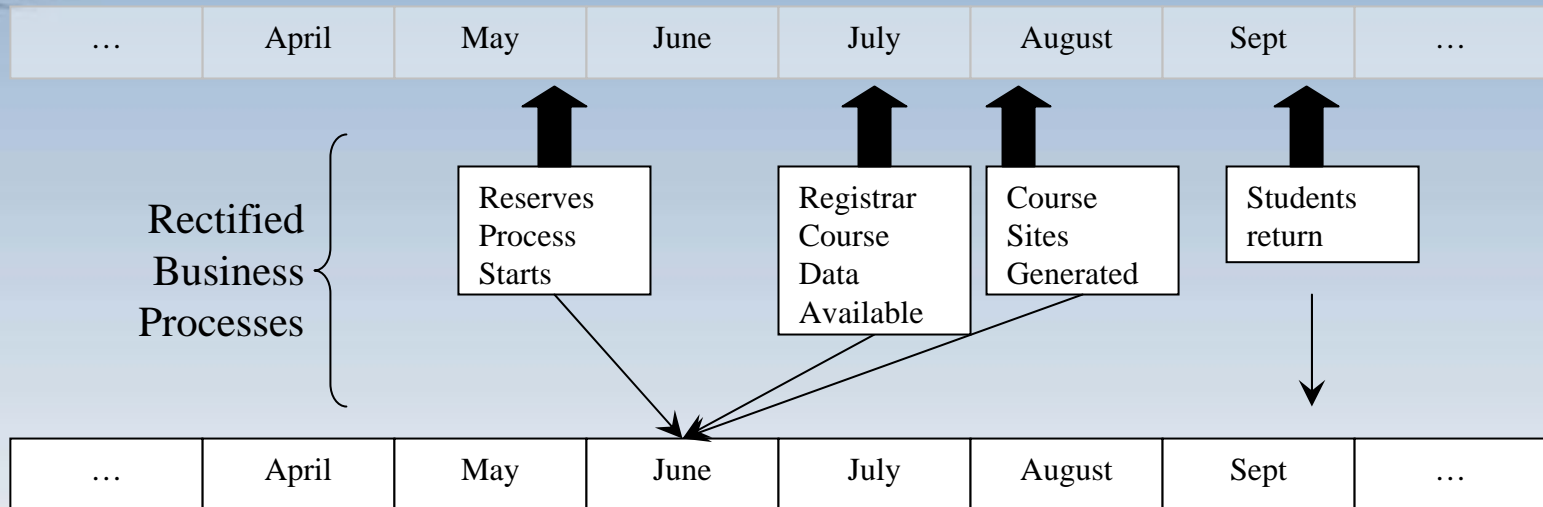 … April May June July August Sept …
Rectified
Business
Processes
Reserves
Process
Starts
Registrar
Course
Data
Available
Course
Sites
Generated
Students
return
… April May June July August Sept …